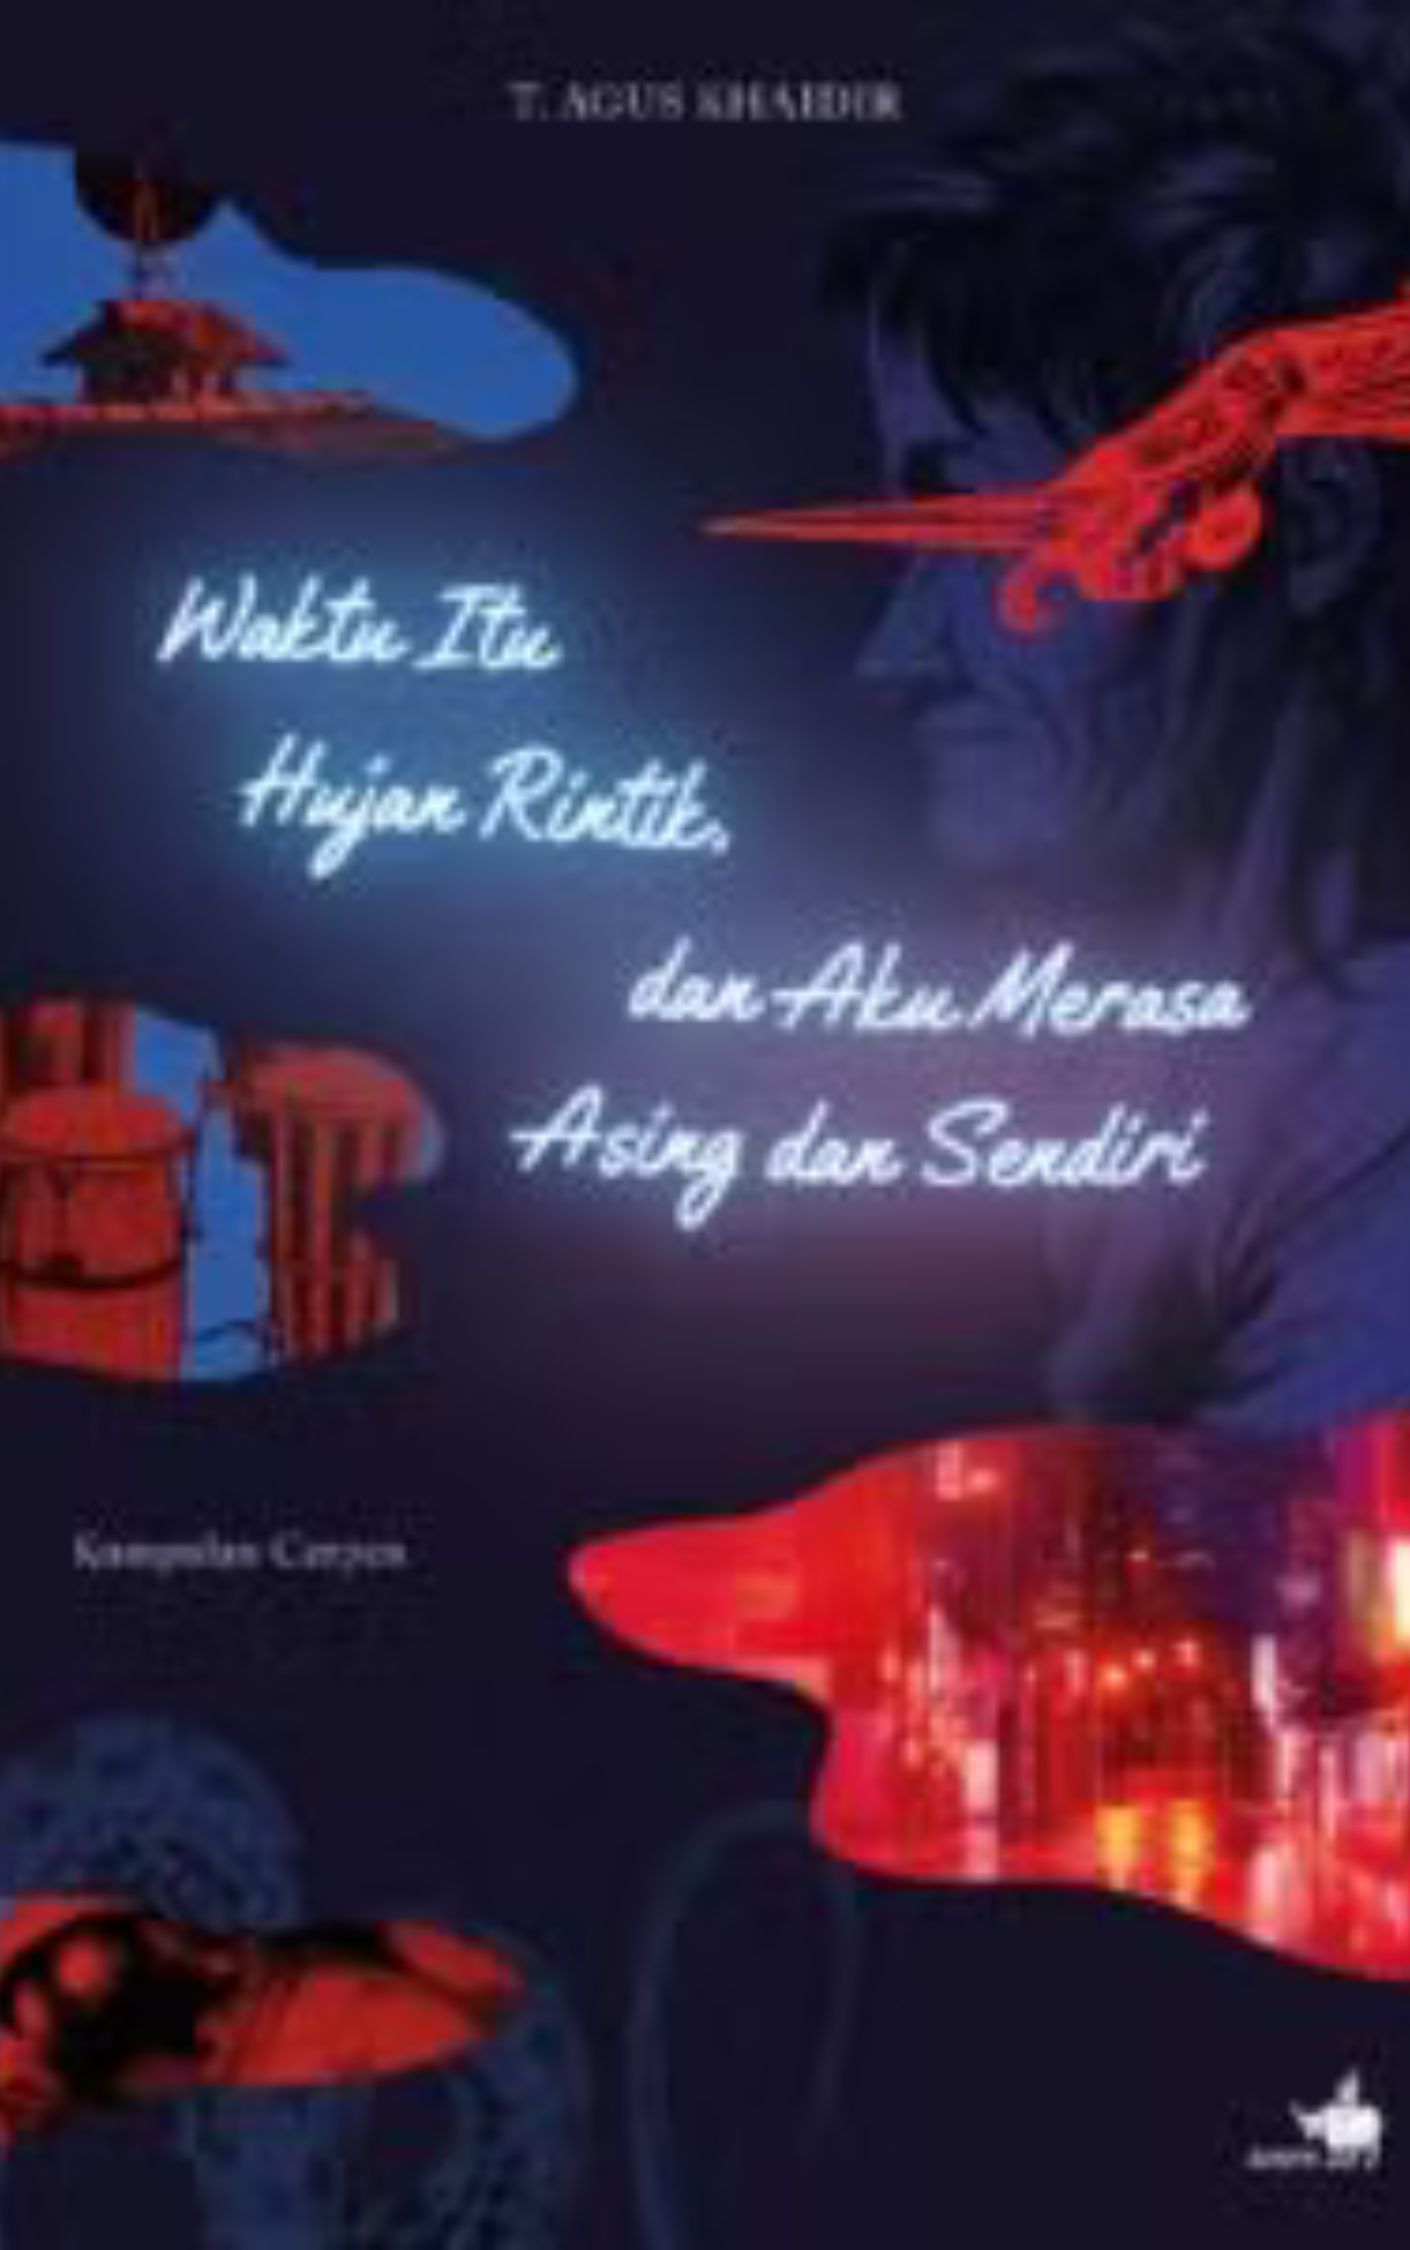 T. AGUS KHAIDIR
Waktu Itu
Hujan Rintik,
dan Aku Merasa
Asing dan Sendiri
Kumpulan Cerpen